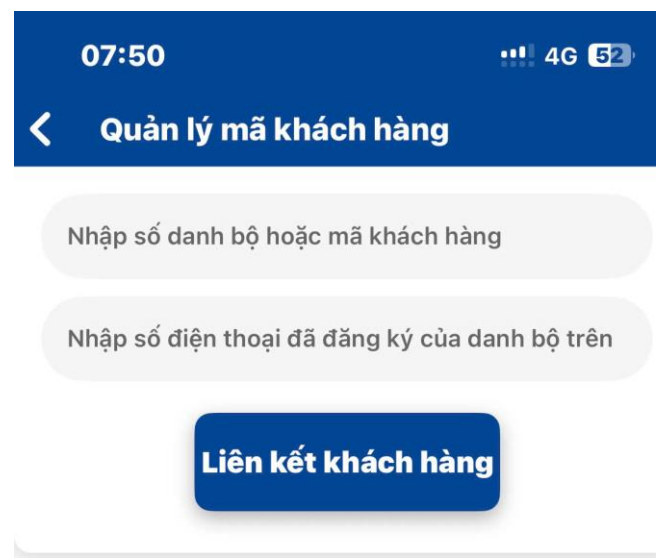 07:50 4G 52
Quản lý mã khách hàng
Nhập số danh bộ hoặc mã khách hàng
Nhập số điện thoại đã đăng ký của danh bộ trên
Liên kết khách hàng